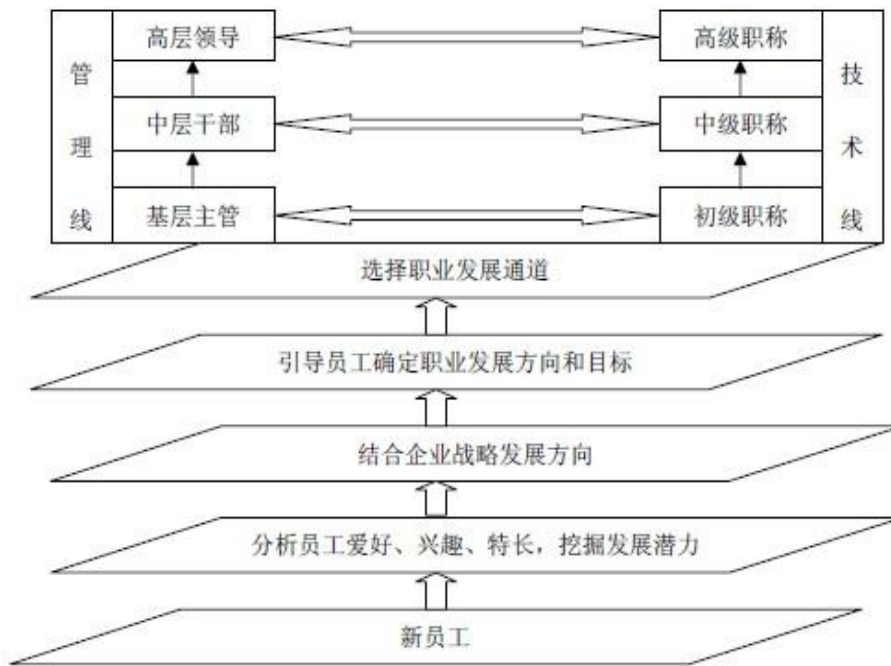 高层领导
高级职称
管理线
技术线
中层干部
中级职称
基层主管
初级职称
选择职业发展通道
引导员工确定职业发展方向和目标
结合企业战略发展方向
分析员工爱好、兴趣、特长，挖掘发展潜力
新员工